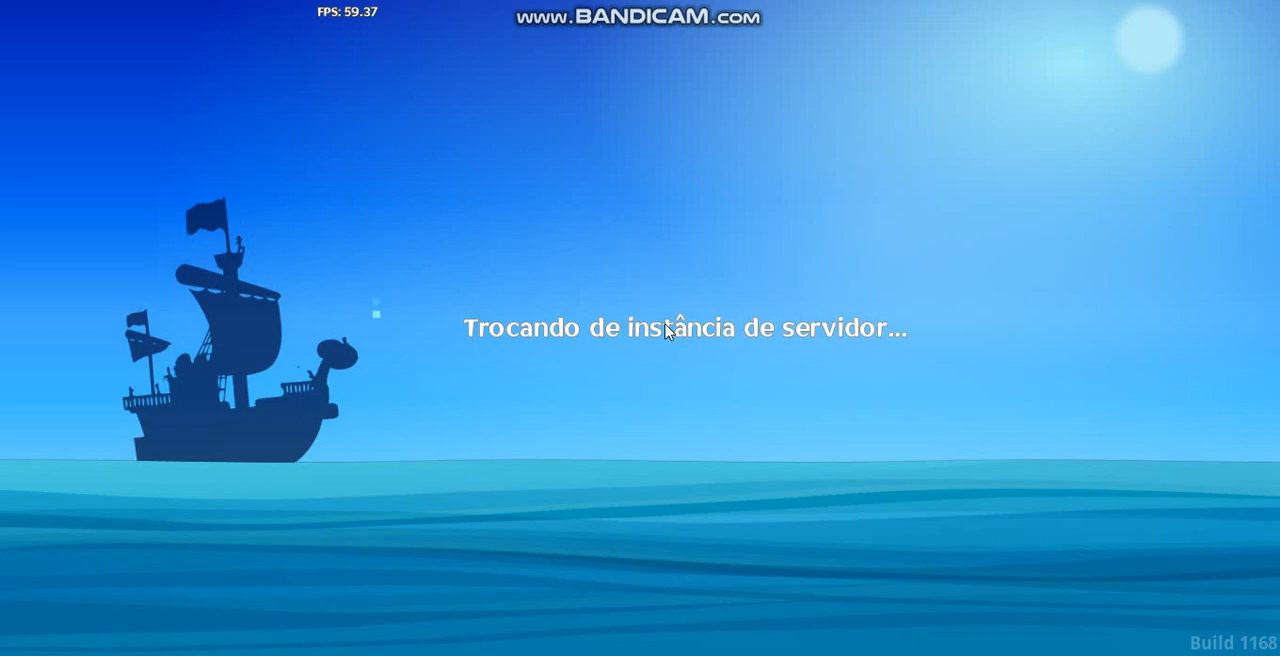 FPS: 59.37
www.BANDICAM.com
Trocando de instância de servidor...
Build 1168